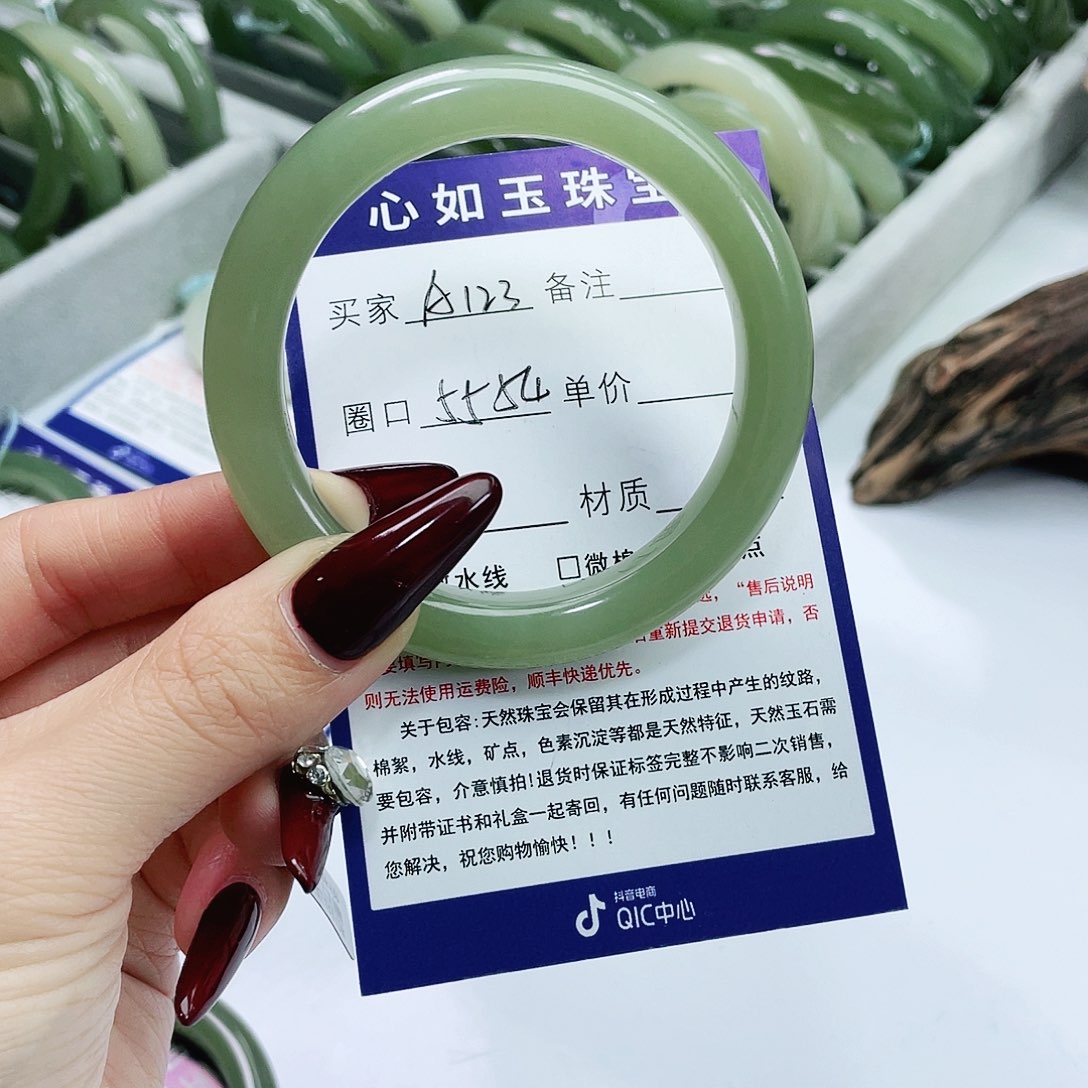 心如玉珠宝
买家 A123 备注
圈口 5584 单价
材质
水线 □微棉 点
选，“售后说明
重新提交退货申请，否
则无法使用运费险，顺丰快递优先。
关于包容：天然珠宝会保留其在形成过程中产生的纹路，
棉絮，水线，矿点，色素沉淀等都是天然特征，天然玉石需
要包容，介意慎拍！退货时保证标签完整不影响二次销售，
并附带证书和礼盒一起寄回，有任何问题随时联系客服，给
您解决，祝您购物愉快！！！
抖音电商
QIC中心